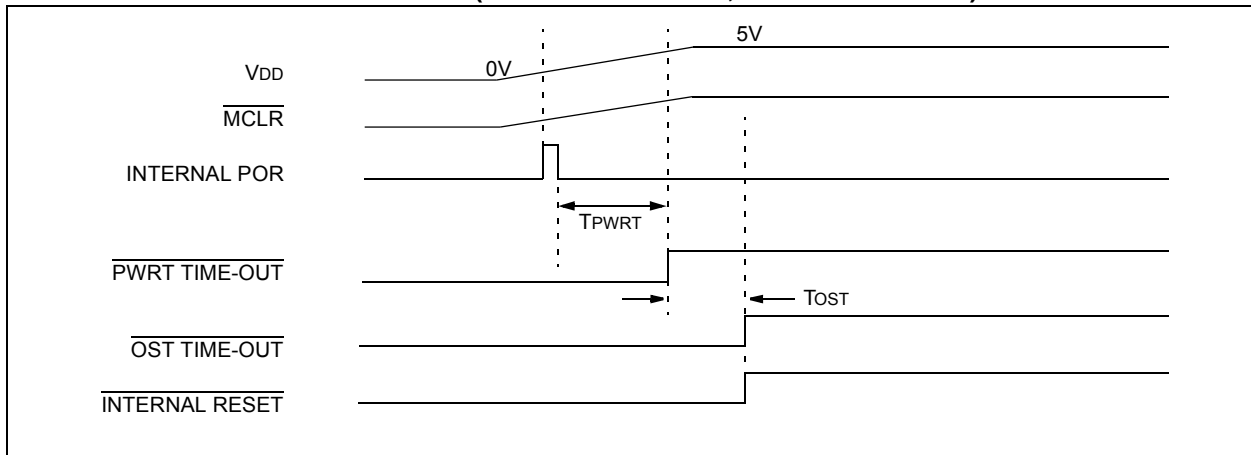 5V
VDD
0V
MCLR
INTERNAL POR
TPWRT
PWRT TIME-OUT
TOST
OST TIME-OUT
INTERNAL RESET